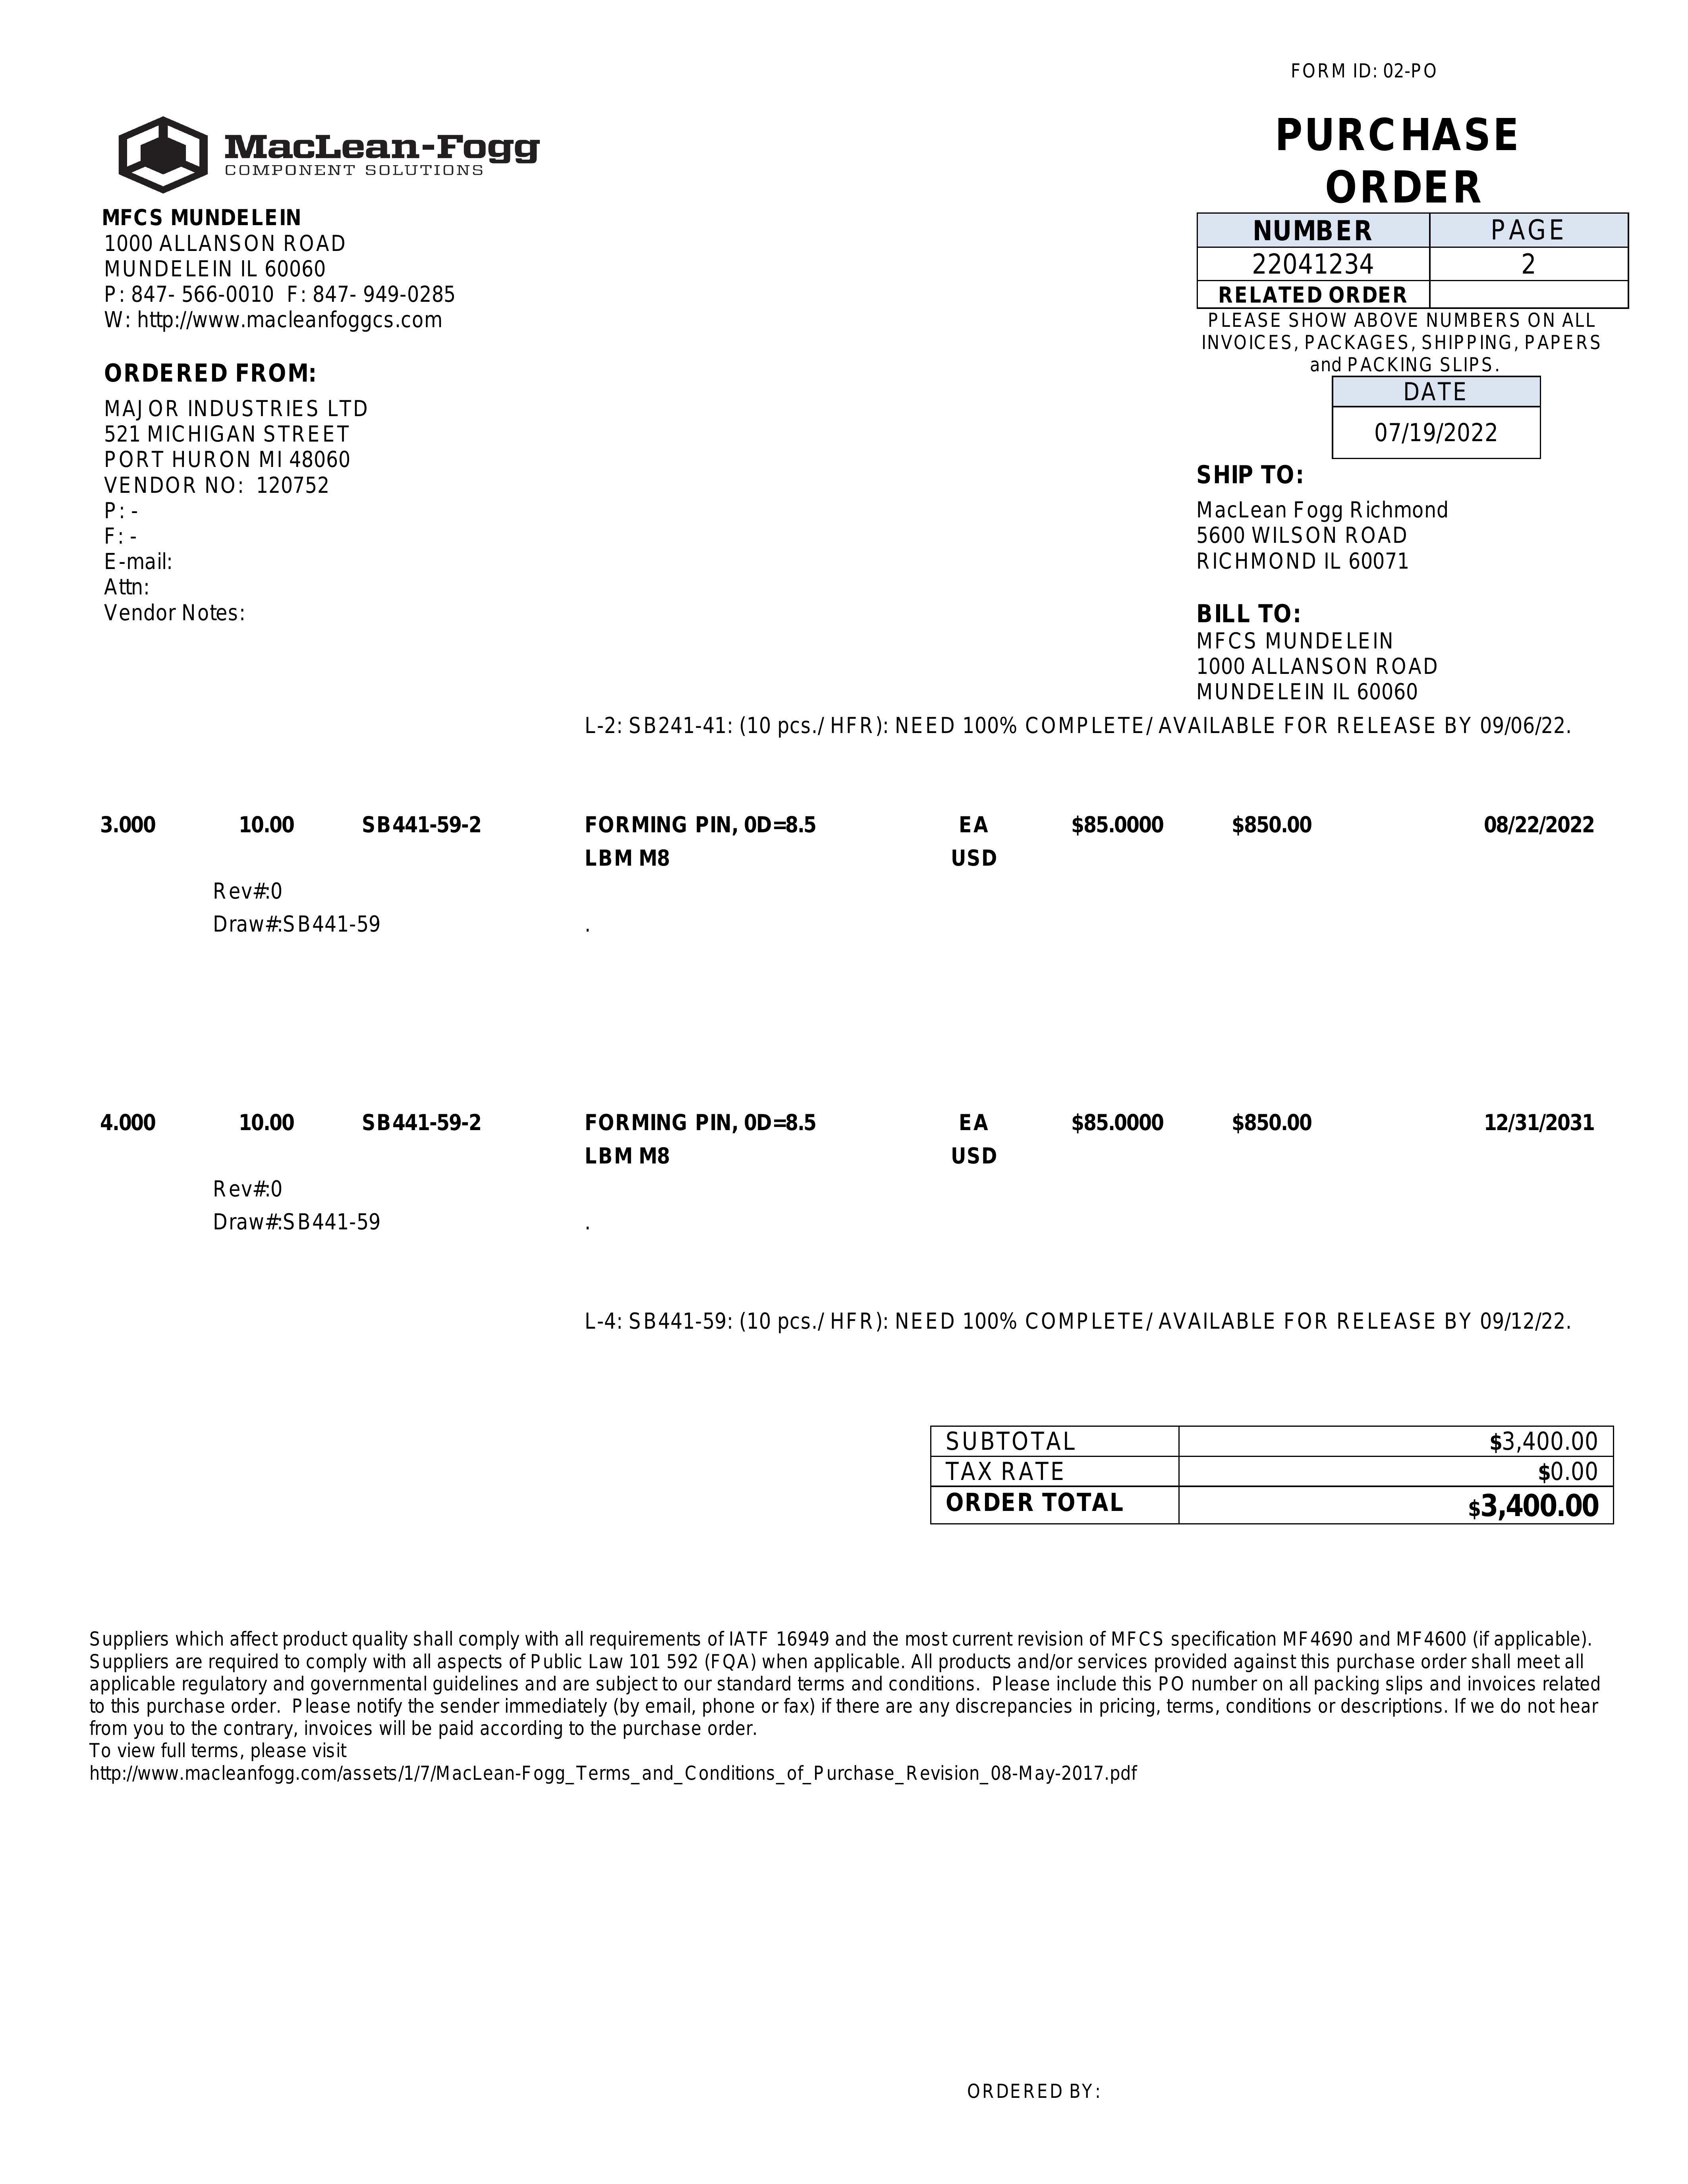 FORM ID: 02-PO
MacLean-Fogg
COMPONENT SOLUTIONS
PURCHASE
ORDER
MFCS MUNDELEIN
1000 ALLANSON ROAD
MUNDELEIN IL 60060
P: 847- 566-0010 F: 847- 949-0285
W: http://www.macleanfoggcs.com
NUMBER PAGE
22041234 2
RELATED ORDER
PLEASE SHOW ABOVE NUMBERS ON ALL
INVOICES, PACKAGES, SHIPPING, PAPERS
and PACKING SLIPS.
DATE
07/19/2022
ORDERED FROM:
MAJOR INDUSTRIES LTD
521 MICHIGAN STREET
PORT HURON MI 48060
VENDOR NO: 120752
P: -
F: -
E-mail:
Attn:
Vendor Notes:
SHIP TO:
MacLean Fogg Richmond
5600 WILSON ROAD
RICHMOND IL 60071
BILL TO:
MFCS MUNDELEIN
1000 ALLANSON ROAD
MUNDELEIN IL 60060
L-2: SB241-41: (10 pcs./ HFR): NEED 100% COMPLETE/ AVAILABLE FOR RELEASE BY 09/06/22.
3.000 10.00 SB441-59-2 FORMING PIN, 0D=8.5 EA $85.0000 $850.00 08/22/2022
LBM M8 USD
Rev#:0
Draw#:SB441-59 .
4.000 10.00 SB441-59-2 FORMING PIN, 0D=8.5 EA $85.0000 $850.00 12/31/2031
LBM M8 USD
Rev#:0
Draw#:SB441-59 .
L-4: SB441-59: (10 pcs./ HFR): NEED 100% COMPLETE/ AVAILABLE FOR RELEASE BY 09/12/22.
SUBTOTAL $3,400.00
TAX RATE $0.00
ORDER TOTAL $3,400.00
Suppliers which affect product quality shall comply with all requirements of IATF 16949 and the most current revision of MFCS specification MF4690 and MF4600 (if applicable).
Suppliers are required to comply with all aspects of Public Law 101 592 (FQA) when applicable. All products and/or services provided against this purchase order shall meet all
applicable regulatory and governmental guidelines and are subject to our standard terms and conditions. Please include this PO number on all packing slips and invoices related
to this purchase order. Please notify the sender immediately (by email, phone or fax) if there are any discrepancies in pricing, terms, conditions or descriptions. If we do not hear
from you to the contrary, invoices will be paid according to the purchase order.
To view full terms, please visit
http://www.macleanfogg.com/assets/1/7/MacLean-Fogg_Terms_and_Conditions_of_Purchase_Revision_08-May-2017.pdf
ORDERED BY: